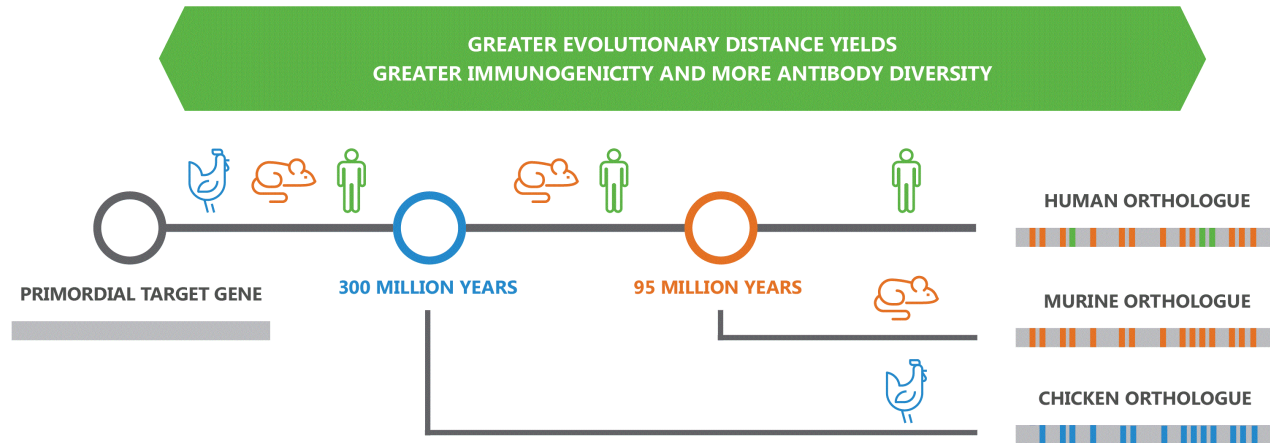 GREATER EVOLUTIONARY DISTANCE YIELDS
GREATER IMMUNOGENICITY AND MORE ANTIBODY DIVERSITY
HUMAN ORTHOLOGUE
PRIMORDIAL TARGET GENE
300 MILLION YEARS
95 MILLION YEARS
MURINE ORTHOLOGUE
CHICKEN ORTHOLOGUE